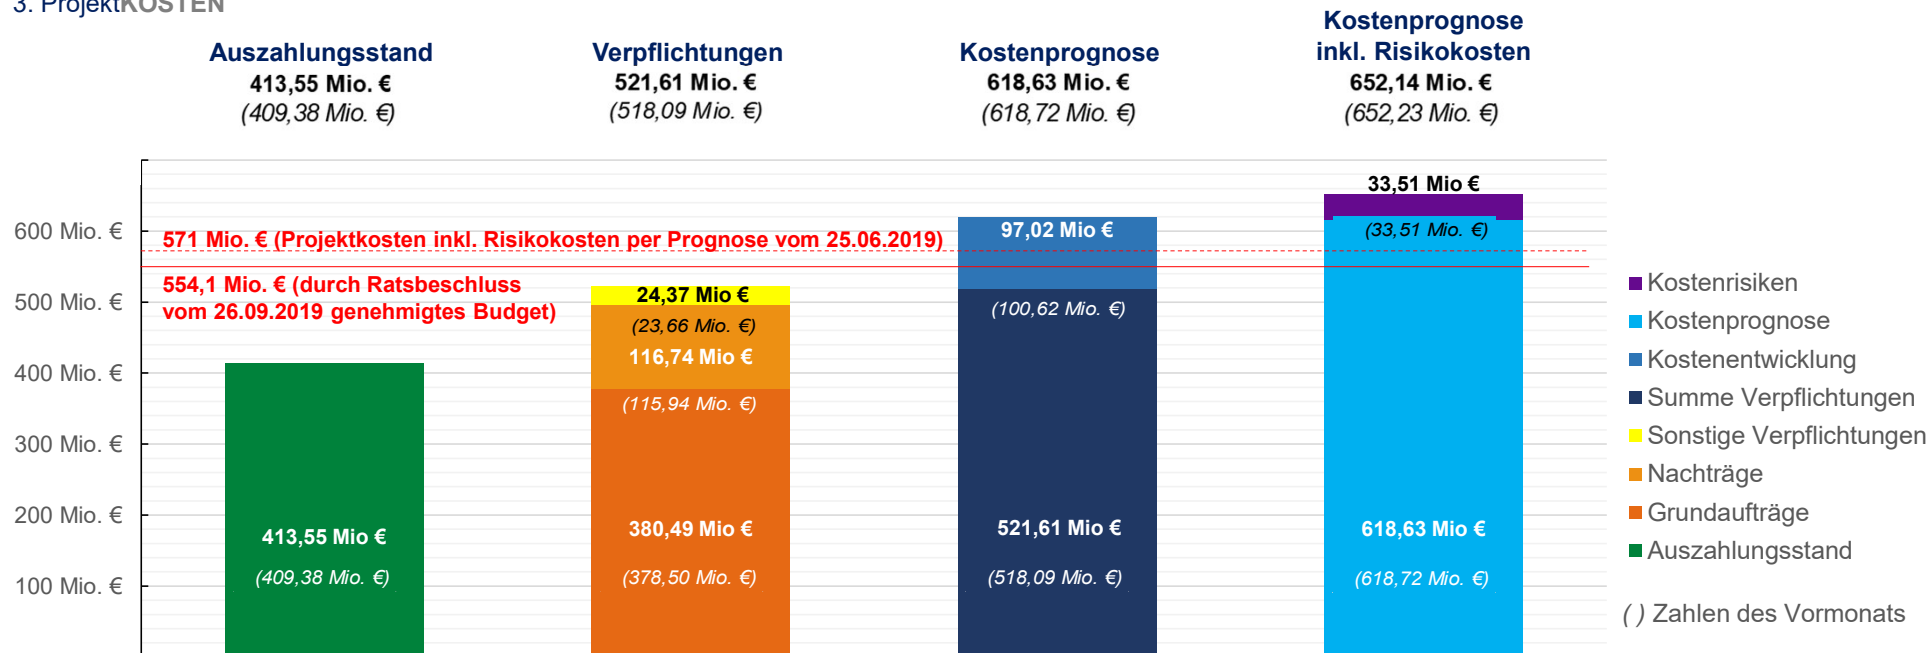 3. ProjektKOSTEN
Auszahlungsstand
413,55 Mio. €
(409,38 Mio. €)
Verpflichtungen
521,61 Mio. €
(518,09 Mio. €)
Kostenprognose
618,63 Mio. €
(618,72 Mio. €)
Kostenprognose
inkl. Risikokosten
652,14 Mio. €
(652,23 Mio. €)
600 Mio. €
500 Mio. €
400 Mio. €
300 Mio. €
200 Mio. €
100 Mio. €
571 Mio. € (Projektkosten inkl. Risikokosten per Prognose vom 25.06.2019)
554,1 Mio. € (durch Ratsbeschluss
vom 26.09.2019 genehmigtes Budget)
413,55 Mio €
(409,38 Mio. €)
24,37 Mio €
(23,66 Mio. €)
116,74 Mio €
(115,94 Mio. €)
380,49 Mio €
(378,50 Mio. €)
97,02 Mio €
(100,62 Mio. €)
521,61 Mio €
(518,09 Mio. €)
33,51 Mio €
(33,51 Mio. €)
618,63 Mio €
(618,72 Mio. €)
Kostenrisiken
Kostenprognose
Kostenentwicklung
Summe Verpflichtungen
Sonstige Verpflichtungen
Nachträge
Grundaufträge
Auszahlungsstand
( ) Zahlen des Vormonats